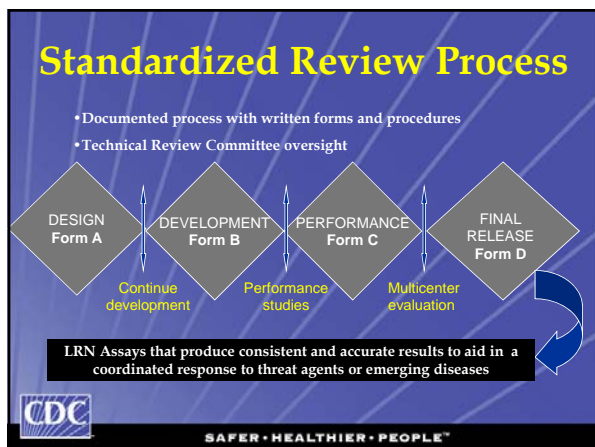 Standardized Review Process
•Documented process with written forms and procedures
•Technical Review Committee oversight
DESIGN
Form A
DEVELOPMENT
Form B
PERFORMANCE
Form C
FINAL
RELEASE
Form D
Continue
development
Performance
studies
Multicenter
evaluation
LRN Assays that produce consistent and accurate results to aid in a
coordinated response to threat agents or emerging diseases
CDC
SAFER • HEALTHIER • PEOPLE™